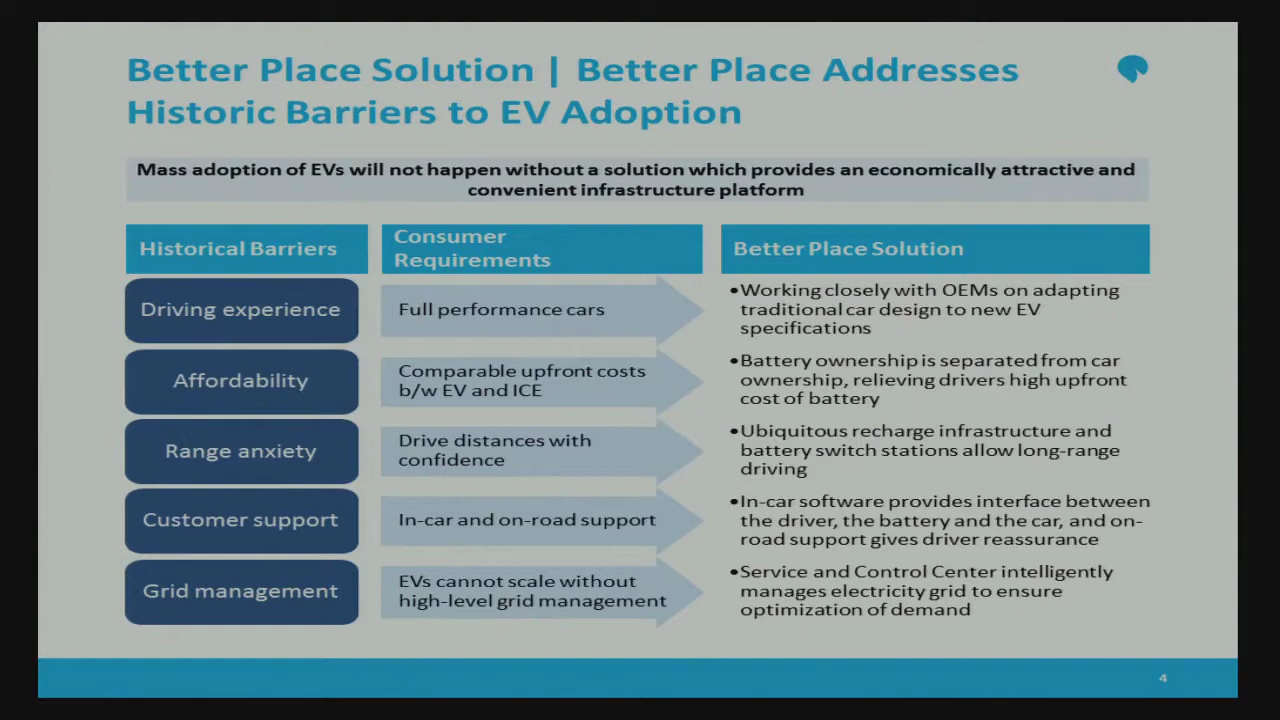 Better Place Solution | Better Place Addresses
Historic Barriers to EV Adoption
Mass adoption of EVs will not happen without a solution which provides an economically attractive and
convenient infrastructure platform
Historical Barriers
Consumer
Requirements
Better Place Solution
Driving experience
Full performance cars
•Working closely with OEMs on adapting
traditional car design to new EV
specifications
Affordability
Comparable upfront costs
b/w EV and ICE
•Battery ownership is separated from car
ownership, relieving drivers high upfront
cost of battery
Range anxiety
Drive distances with
confidence
•Ubiquitous recharge infrastructure and
battery switch stations allow long-range
driving
Customer support
In-car and on-road support
•In-car software provides interface between
the driver, the battery and the car, and on-
road support gives driver reassurance
Grid management
EVs cannot scale without
high-level grid management
•Service and Control Center intelligently
manages electricity grid to ensure
optimization of demand
4